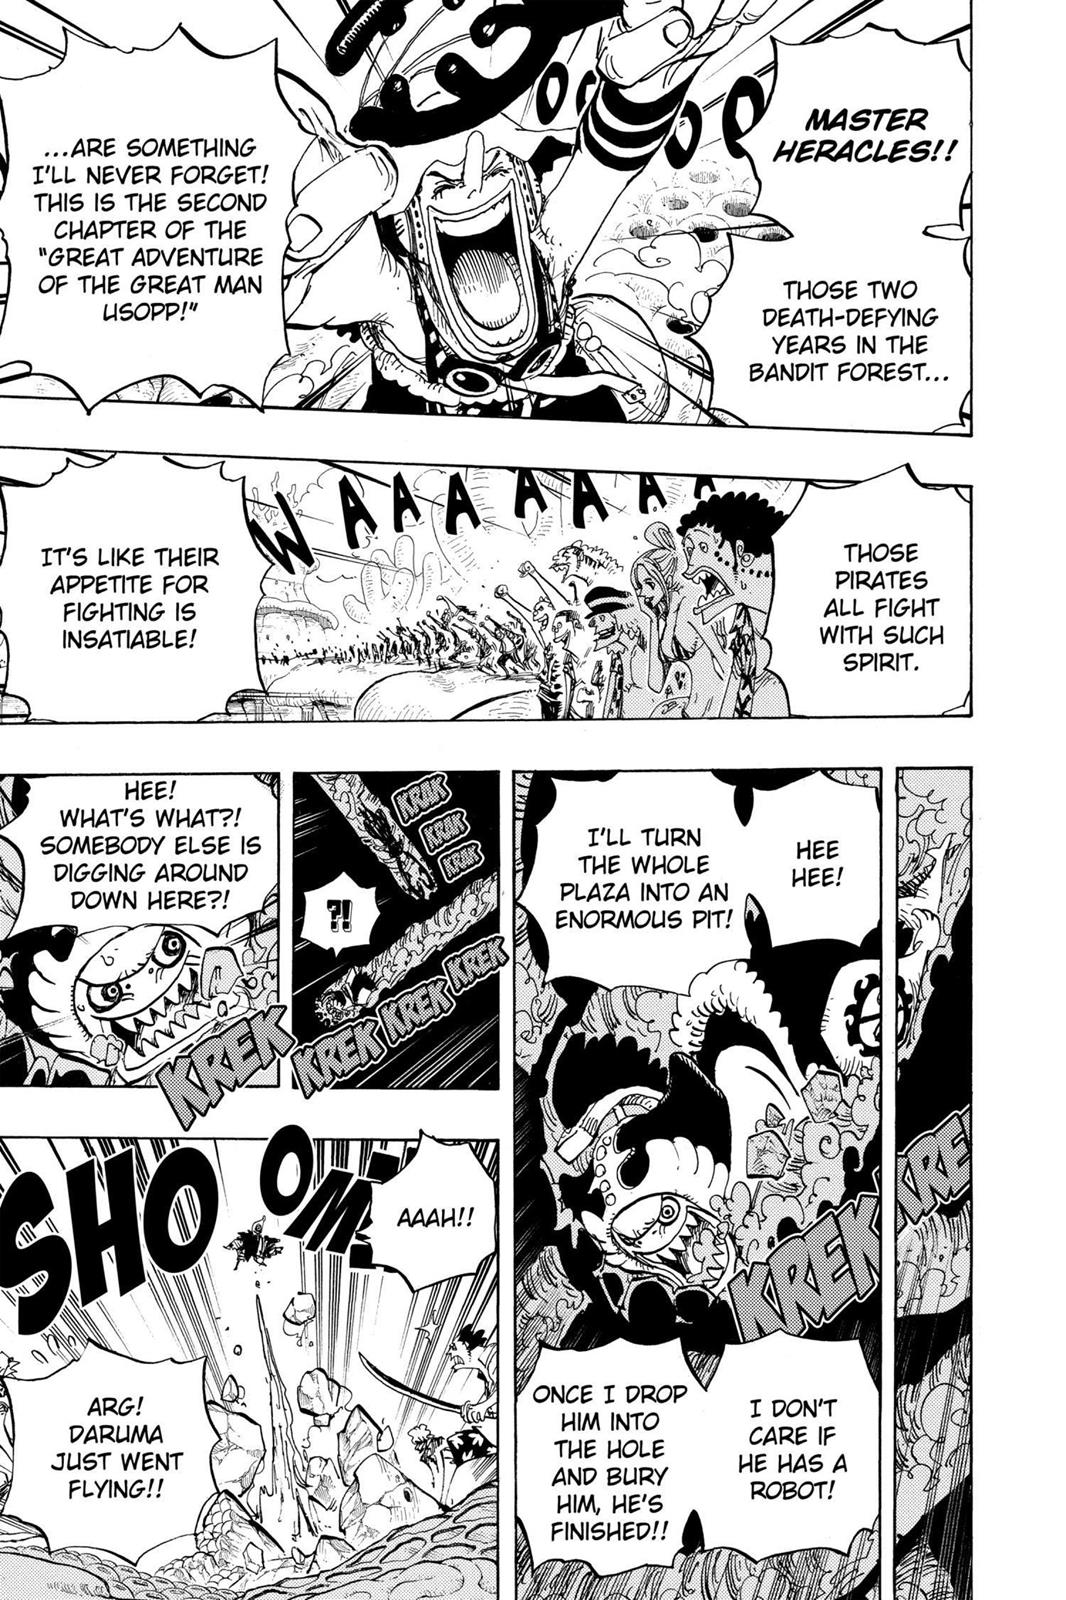 MASTER
HERACLES!!
THOSE TWO
DEATH-DEFYING
YEARS IN THE
BANDIT FOREST...
...ARE SOMETHING
I'LL NEVER FORGET!
THIS IS THE SECOND
CHAPTER OF THE
"GREAT ADVENTURE
OF THE GREAT MAN
USOPP!"
THOSE
PIRATES
ALL FIGHT
WITH SUCH
SPIRIT.
WAAAAAAA
IT'S LIKE THEIR
APPETITE FOR
FIGHTING IS
INSATIABLE!
HEE
HEE!
I'LL TURN
THE WHOLE
PLAZA INTO AN
ENORMOUS PIT!
KREK
KREK
I DON'T
CARE IF
HE HAS A
ROBOT!
ONCE I DROP
HIM INTO
THE HOLE
AND BURY
HIM, HE'S
FINISHED!!
KRAK
KRAK
KRAK
?!
KREK KREK KREK
HEE!
WHAT'S WHAT?!
SOMEBODY ELSE IS
DIGGING AROUND
DOWN HERE?!
KREK
AAAH!!
SHOOM!!
ARG!
DARUMA
JUST WENT
FLYING!!